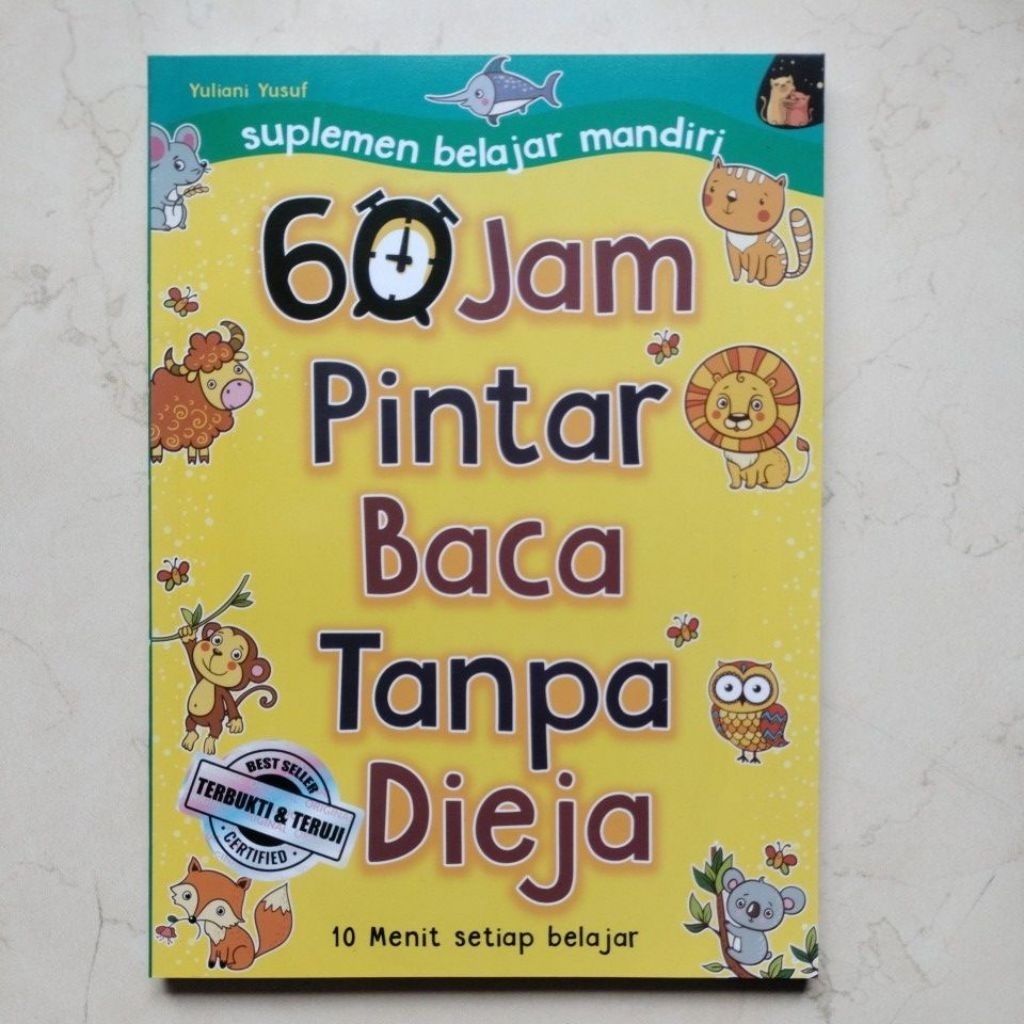 Yuliani Yusuf
suplemen belajar mandiri
60 Jam
Pintar
Baca
Tanpa
Dieja
BEST SELLER
TERBUKTI & TERUJI
CERTIFIED
10 Menit setiap belajar